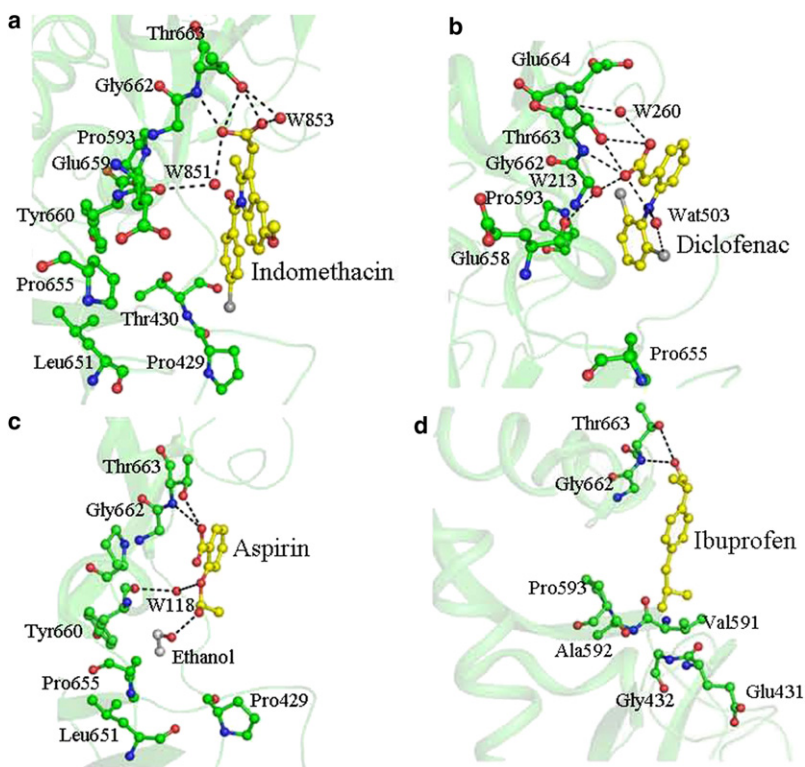 a
Thr663
Gly662
W853
Pro593
Glu659
W851
Tyr660
Indomethacin
Pro655
Thr430
Leu651
Pro429
b
Glu664
W260
Thr663
Gly662
W213
Pro593
Wat503
Diclofenac
Glu658
Pro655
c
Thr663
Gly662
Aspirin
W118
Tyr660
Ethanol
Pro655
Pro429
Leu651
d
Thr663
Gly662
Ibuprofen
Pro593
Val591
Ala592
Gly432
Glu431